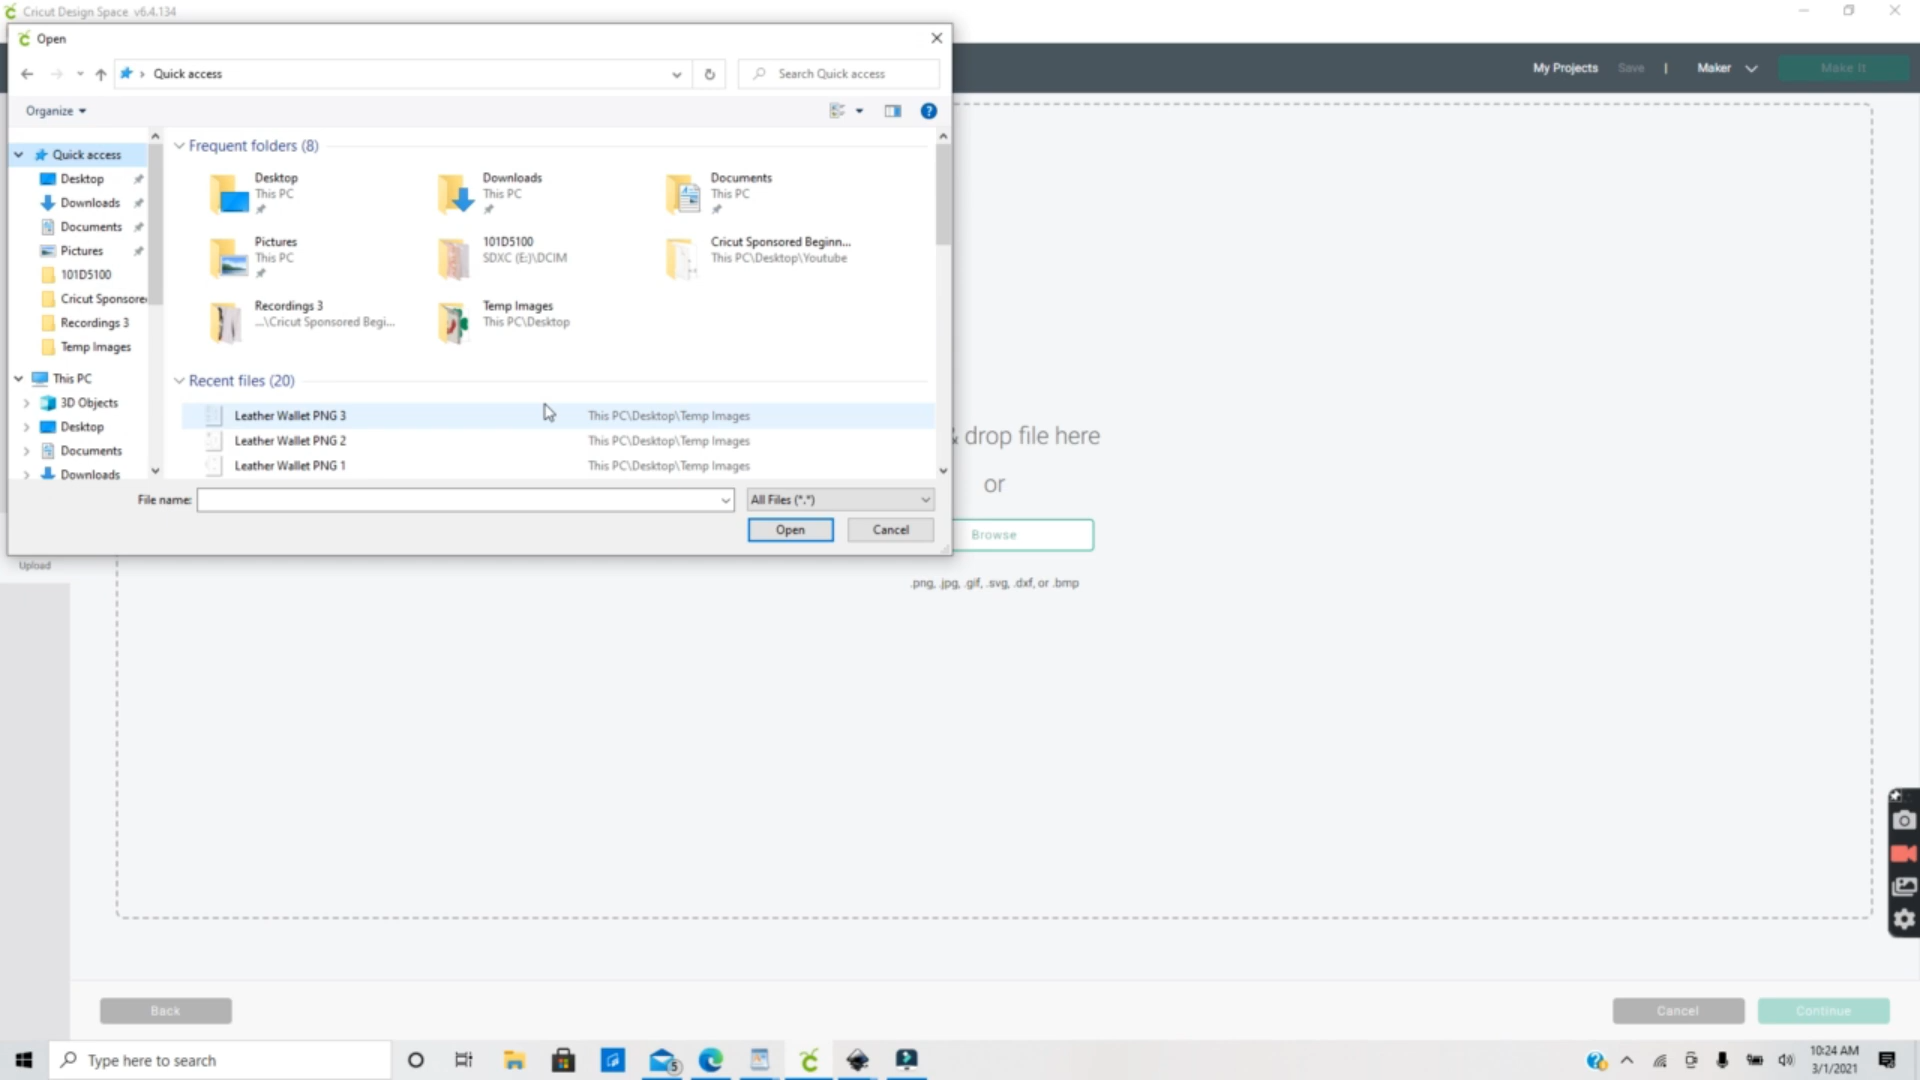 Cricut Design Space v6.4.134
Open
Quick access
Search Quick access
My Projects Save | Maker Make It
Organize
Quick access
Desktop
Downloads
Documents
Pictures
101D5100
Cricut Sponsore
Recordings 3
Temp Images
This PC
3D Objects
Desktop
Documents
Downloads
Frequent folders (8)
Desktop
This PC
Downloads
This PC
Documents
This PC
Pictures
This PC
101D5100
SDXC (E:)\DCIM
Cricut Sponsored Beginn...
This PC\Desktop\Youtube
Recordings 3
...\Cricut Sponsored Begi...
Temp Images
This PC\Desktop
Recent files (20)
Leather Wallet PNG 3 This PC\Desktop\Temp Images
Leather Wallet PNG 2 This PC\Desktop\Temp Images
Leather Wallet PNG 1 This PC\Desktop\Temp Images
File name: All Files (*.*)
Open Cancel
& drop file here
or
Browse
.png, .jpg, .gif, .svg, .dxf, or .bmp
Upload
Back Cancel Continue
Type here to search
5
10:24 AM
3/1/2021